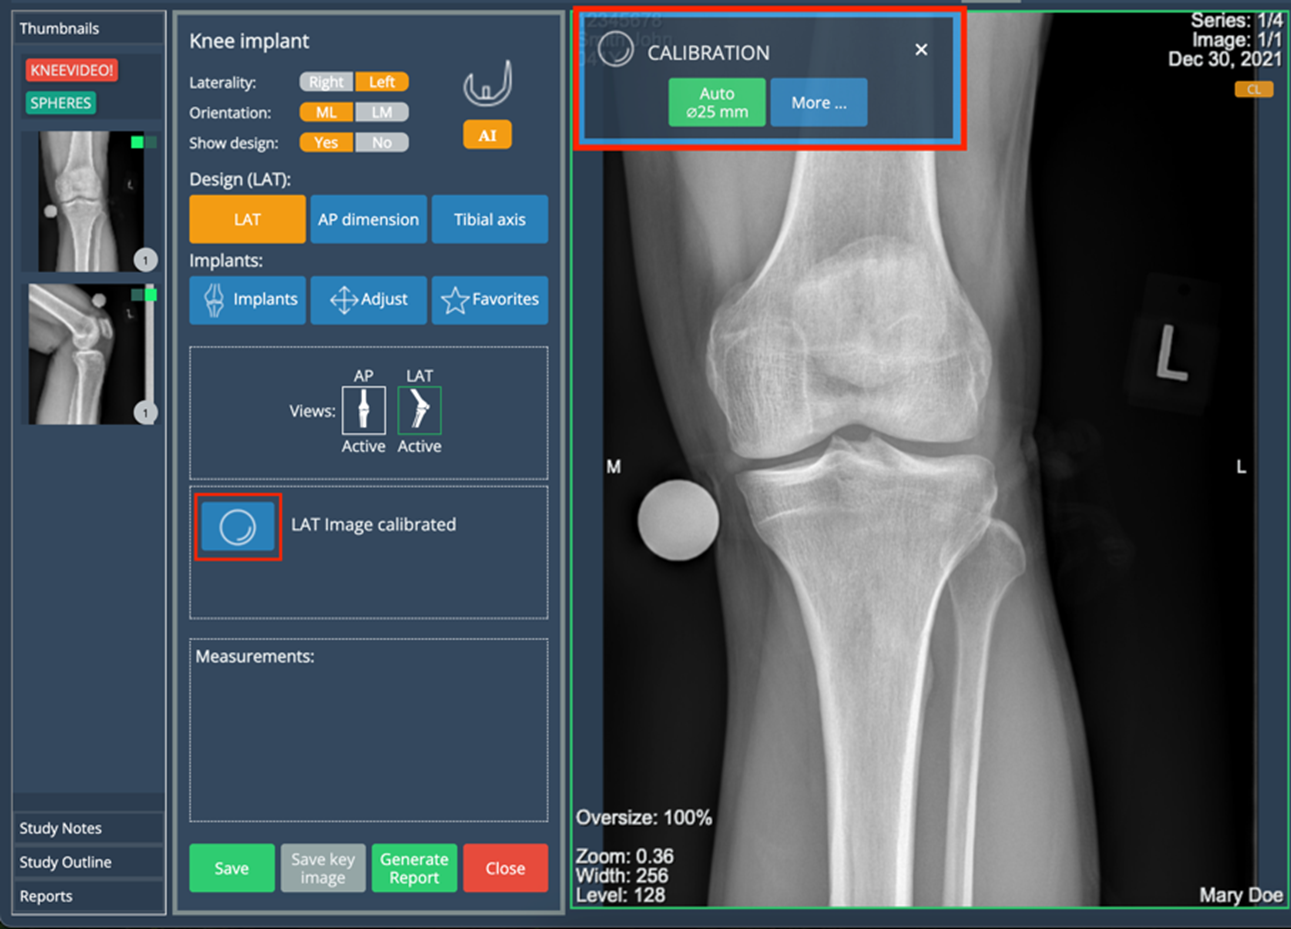 Thumbnails
KNEEVIDEO!
SPHERES
L
1
L
1
Study Notes
Study Outline
Reports
Knee implant
Laterality: Right Left
Orientation: ML LM
Show design: Yes No
AI
Design (LAT):
LAT AP dimension Tibial axis
Implants:
Implants Adjust Favorites
AP LAT
Views:
Active Active
LAT Image calibrated
Measurements:
Save
Save key
image
Generate
Report
Close
12345678
Smith John
CALIBRATION
Auto
⌀25 mm
More ...
Series: 1/4
Image: 1/1
Dec 30, 2021
CL
L
M
L
Oversize: 100%
Zoom: 0.36
Width: 256
Level: 128
Mary Doe